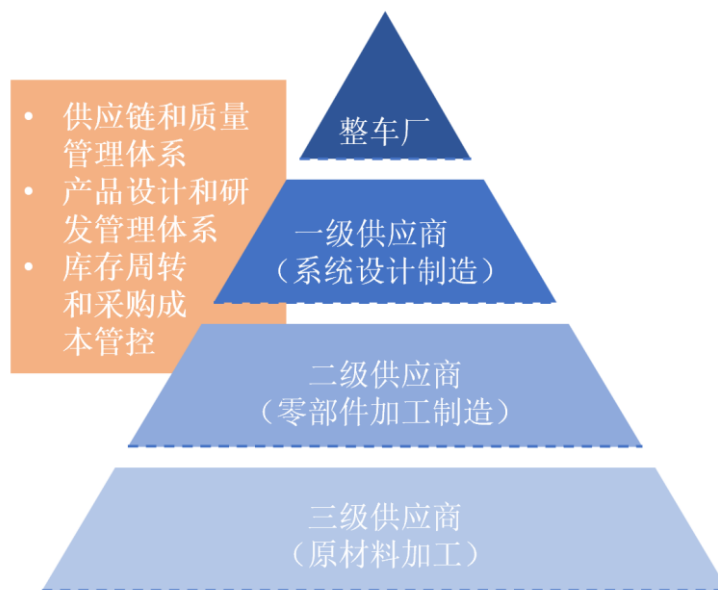 • 供应链和质量
管理体系
• 产品设计和研
发管理体系
• 库存周转
和采购成
本管控
整车厂
一级供应商
（系统设计制造）
二级供应商
（零部件加工制造）
三级供应商
（原材料加工）